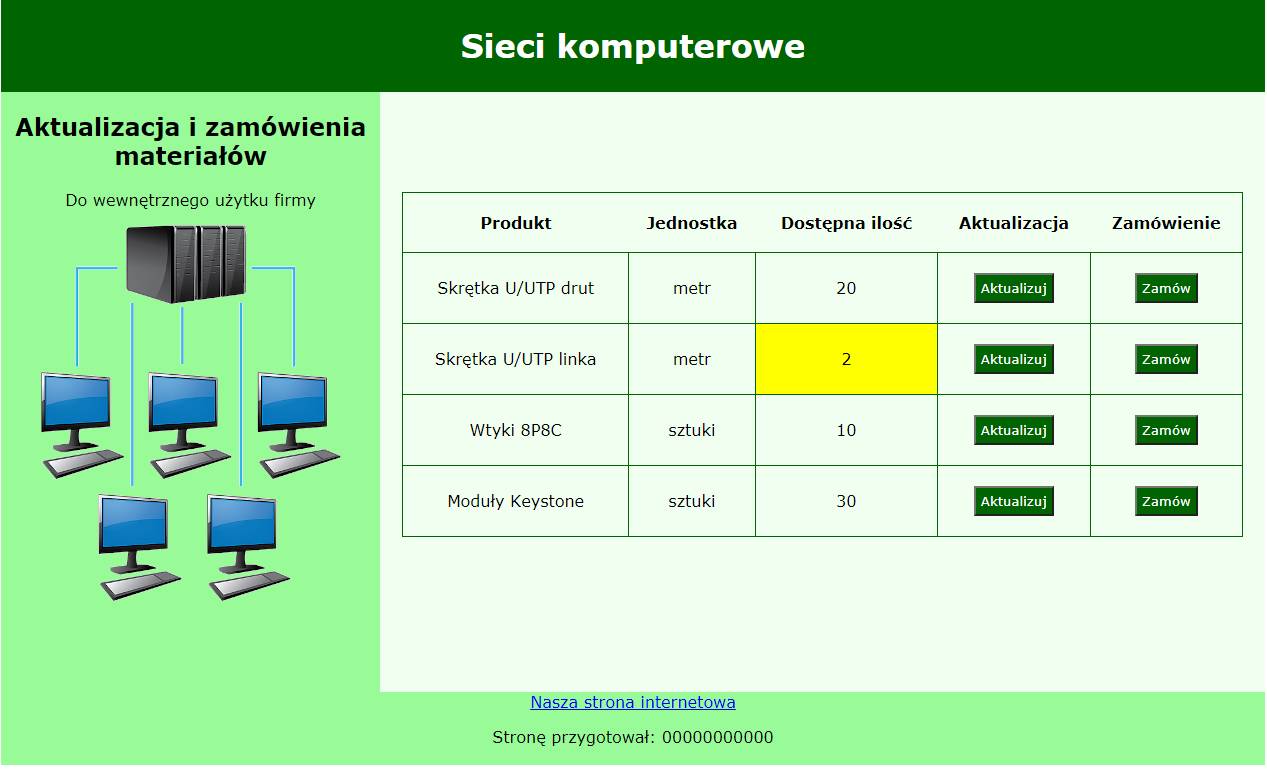 Sieci komputerowe
Aktualizacja i zamówienia
materiałów
Do wewnętrznego użytku firmy
Produkt Jednostka Dostępna ilość Aktualizacja Zamówienie
Skrętka U/UTP drut metr 20 Aktualizuj Zamów
Skrętka U/UTP linka metr 2 Aktualizuj Zamów
Wtyki 8P8C sztuki 10 Aktualizuj Zamów
Moduły Keystone sztuki 30 Aktualizuj Zamów
Nasza strona internetowa
Stronę przygotował: 00000000000